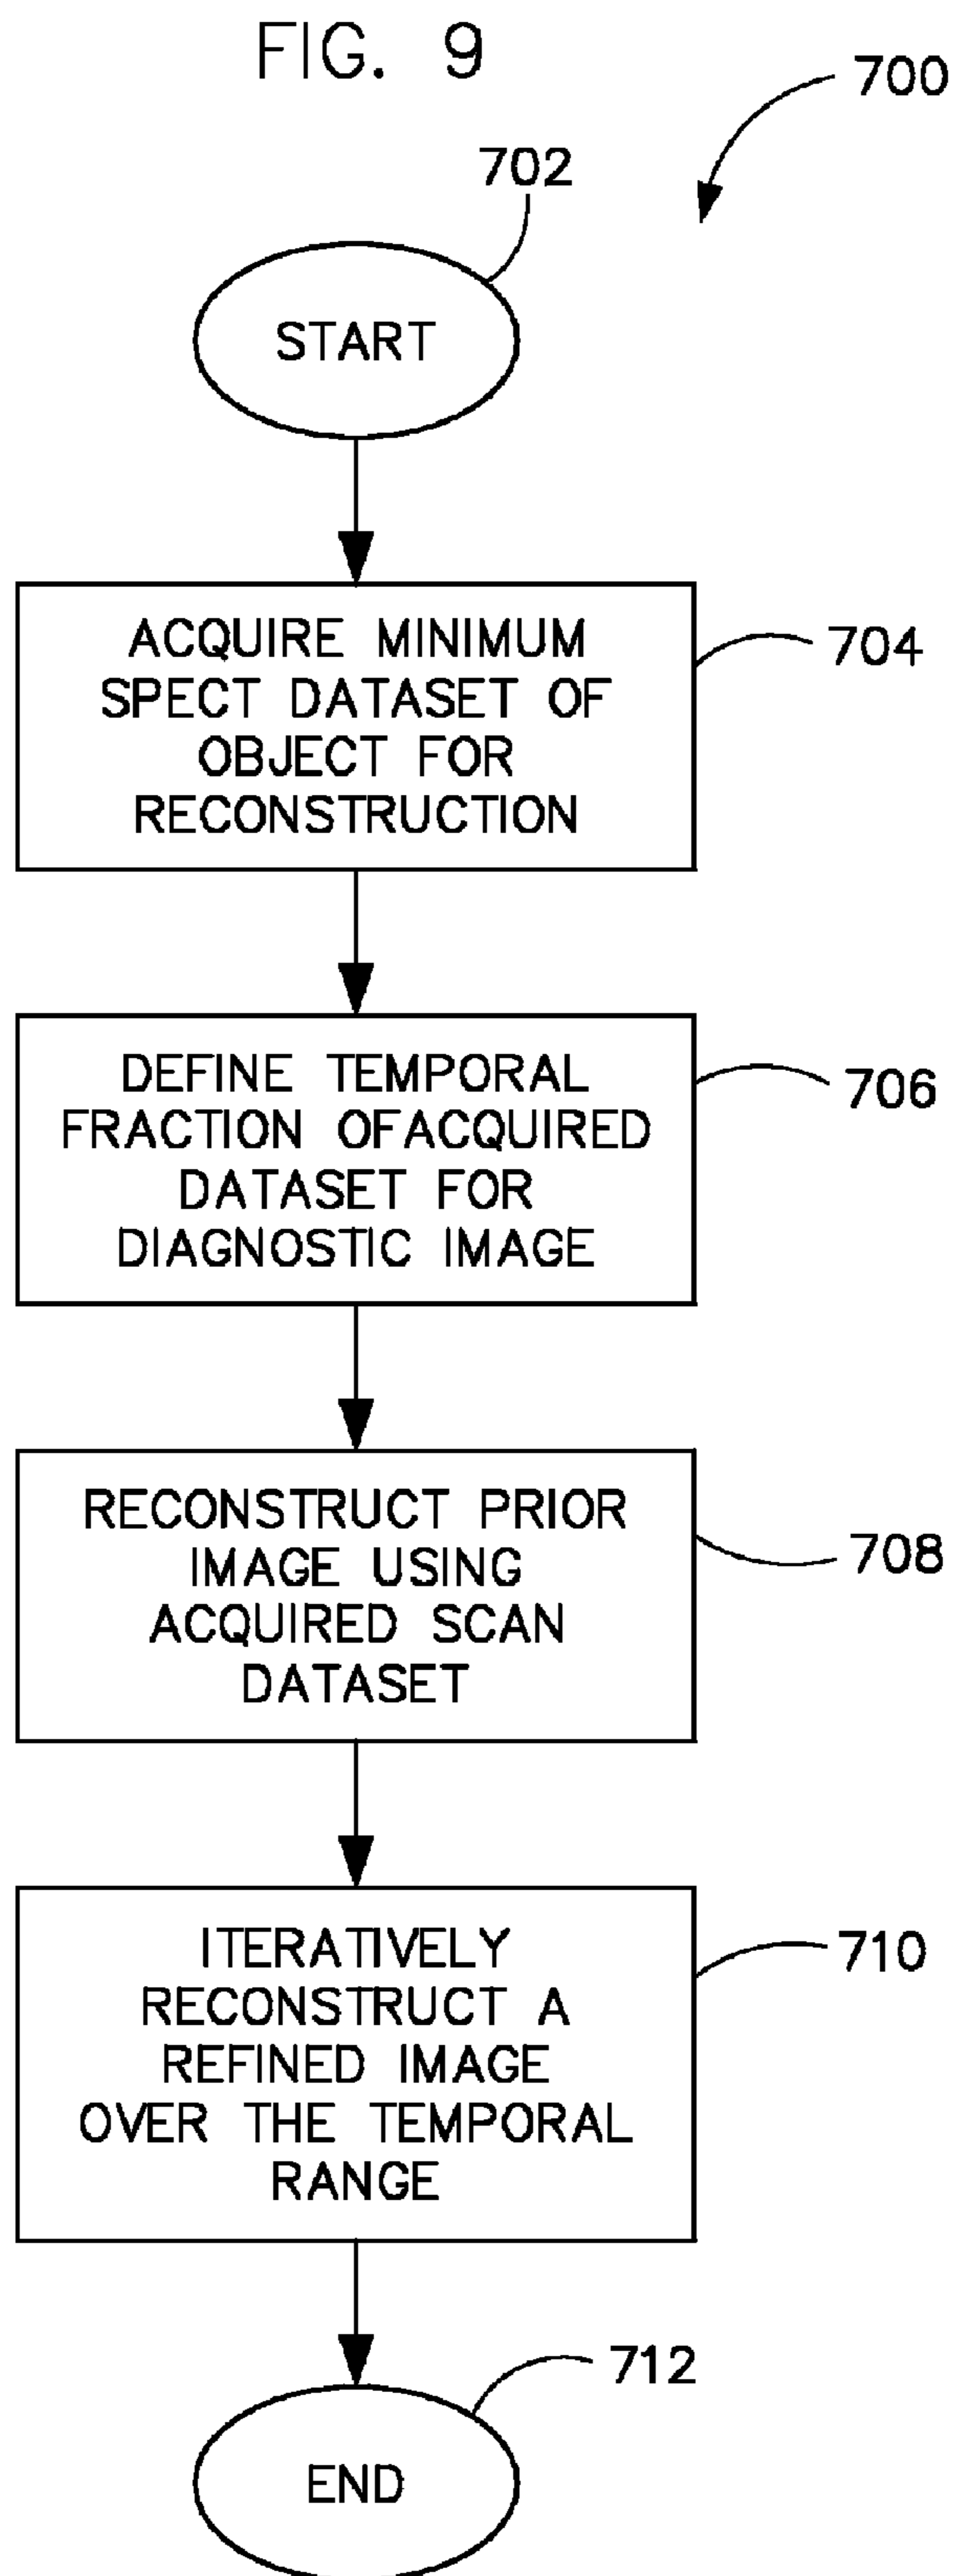 FIG. 9
700
702
START
ACQUIRE MINIMUM
SPECT DATASET OF
OBJECT FOR
RECONSTRUCTION
704
DEFINE TEMPORAL
FRACTION OFACQUIRED
DATASET FOR
DIAGNOSTIC IMAGE
706
RECONSTRUCT PRIOR
IMAGE USING
ACQUIRED SCAN
DATASET
708
ITERATIVELY
RECONSTRUCT A
REFINED IMAGE
OVER THE TEMPORAL
RANGE
710
712
END